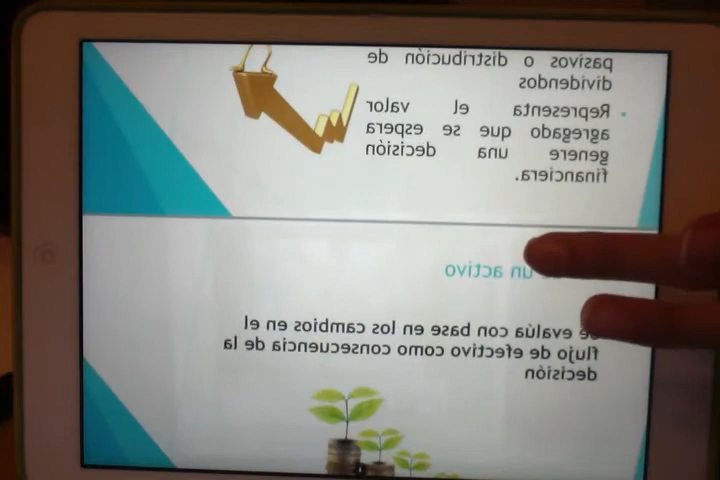 pasivos o distribución de
dividendos
Representa el valor
agregado que se espera
genere una decisión
financiera.
un activo
evalúa con base en los cambios en el
flujo de efectivo como consecuencia de la
decisión